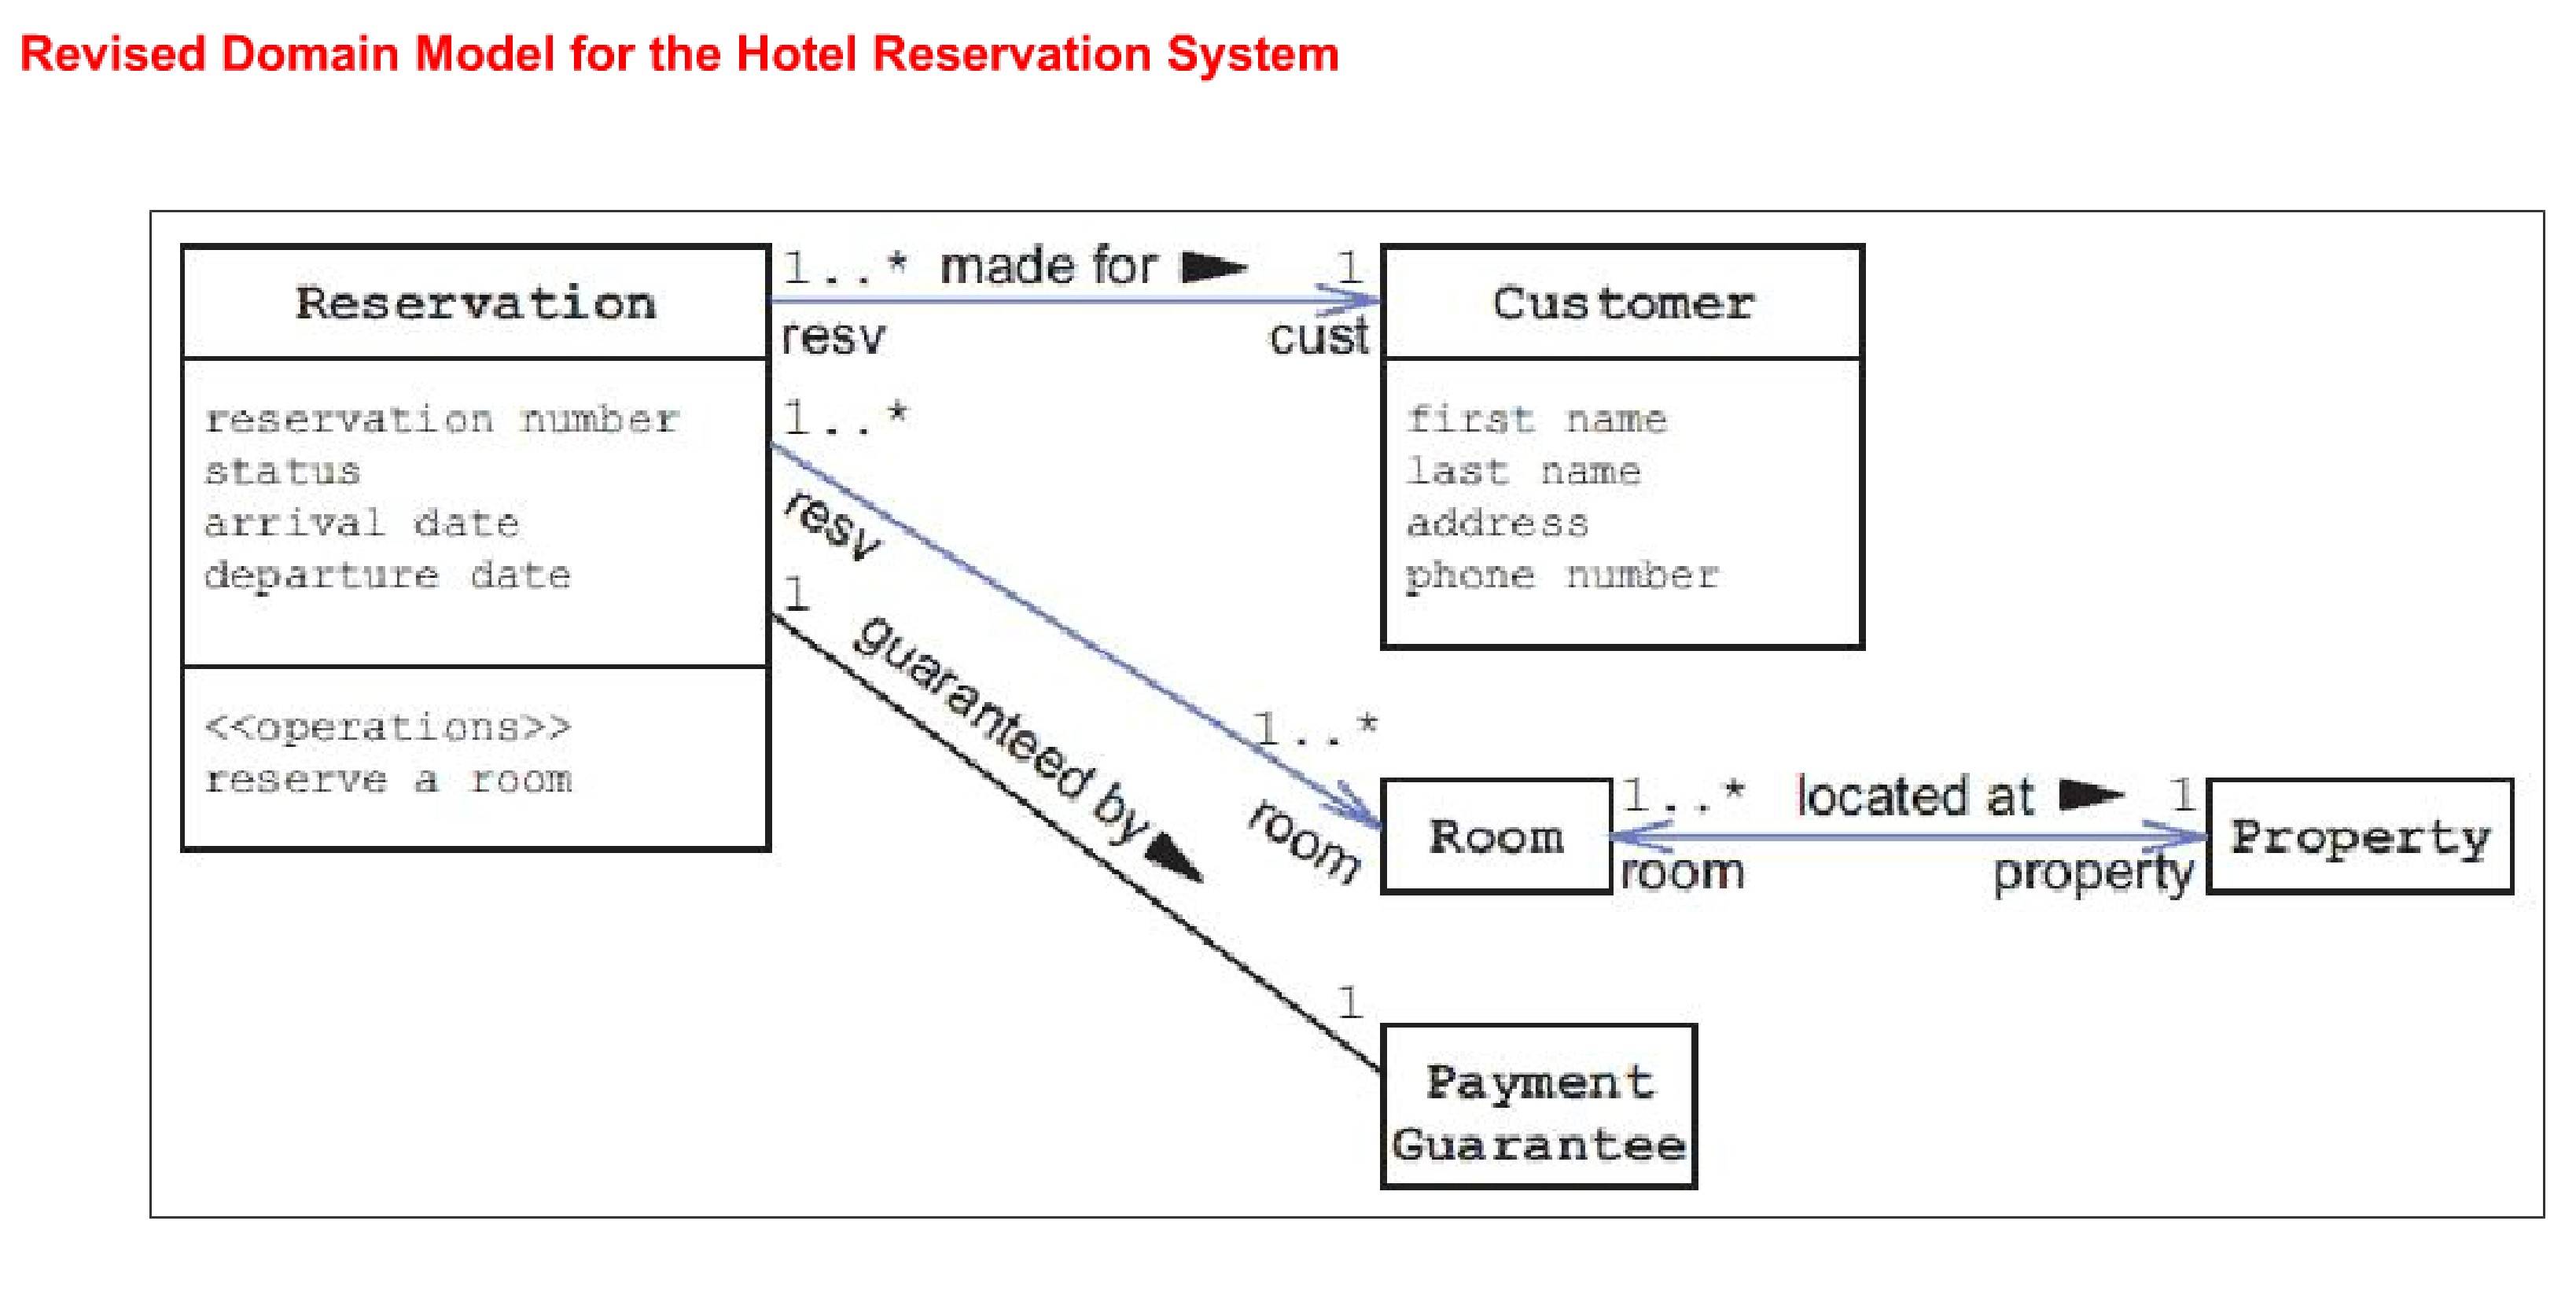 Revised Domain Model for the Hotel Reservation System
Reservation
reservation number
status
arrival date
departure date
<<operations>>
reserve a room
1..* made for 1
resv cust
Customer
first name
last name
address
phone number
1..*
resv
1..*
room
1
guaranteed by
1
Room
1..* located at 1
room property
Property
Payment
Guarantee